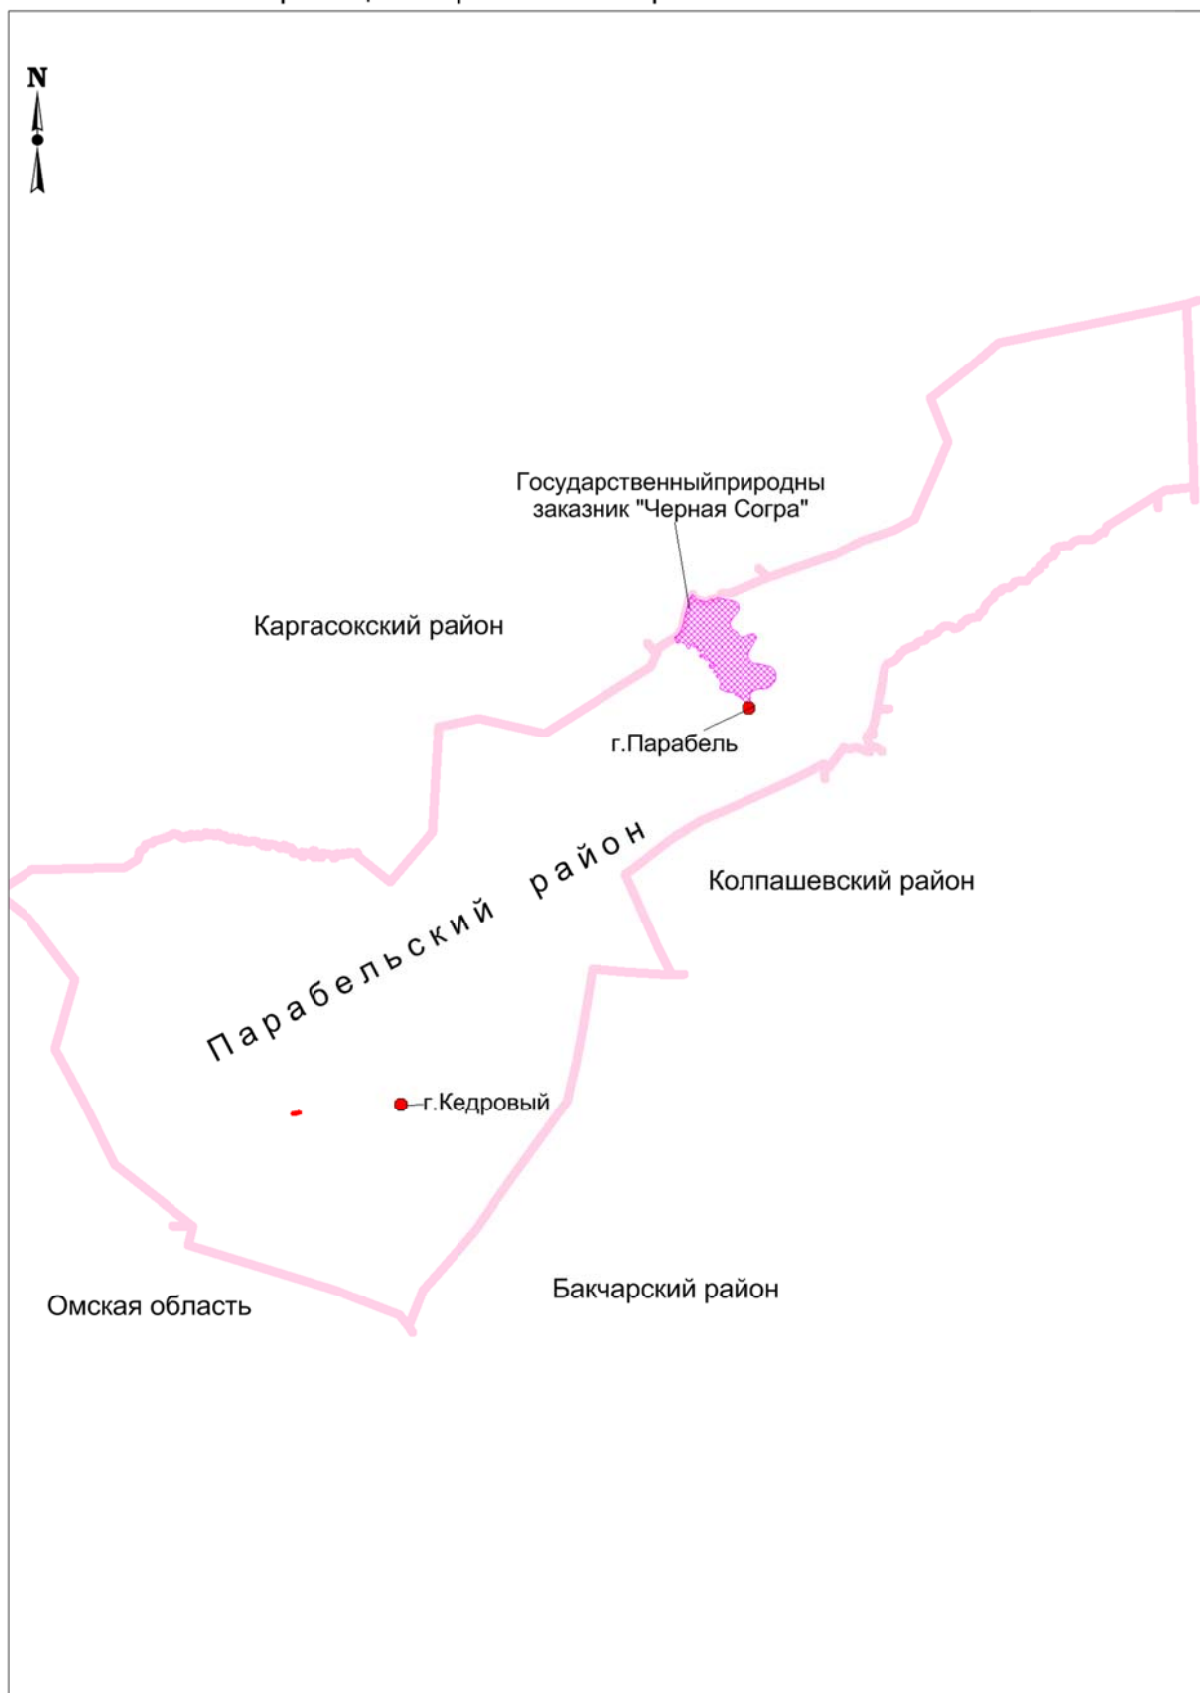 N
Государственныйприродны
заказник "Черная Согра"
Каргасокский район
г.Парабель
Парабельский район
Колпашевский район
г.Кедровый
Бакчарский район
Омская область